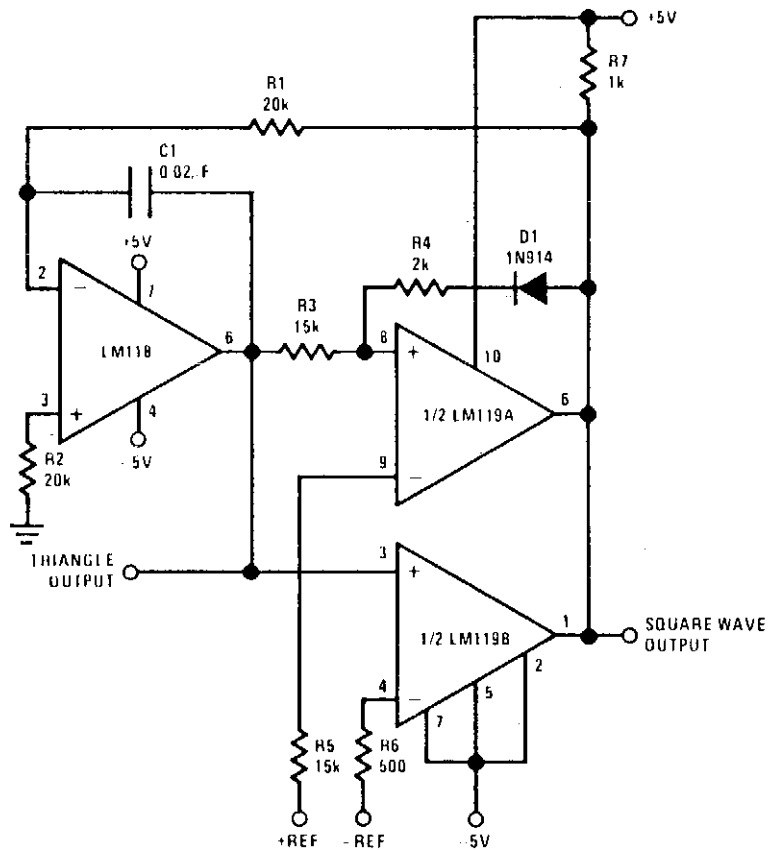 +5V
R7
1k
R1
20k
C1
0.02
F
+5V
D1
1N914
R4
2k
2
7
R3
15k
LM118
6
8
10
3
4
1/2 LM119A
6
-5V
R2
20k
9
3
TRIANGLE
OUTPUT
1/2 LM119B
1
SQUARE WAVE
OUTPUT
2
4
5
7
R5
15k
R6
500
+REF
-REF
-5V